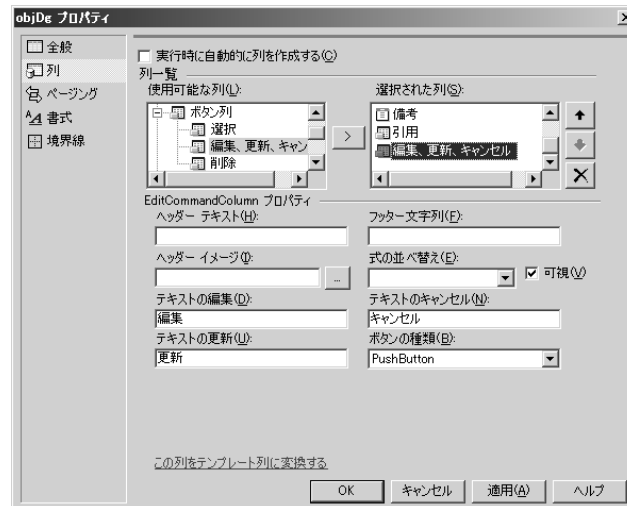 objDg プロパティ
全般
列
ページング
書式
境界線
実行時に自動的に列を作成する(C)
列一覧
使用可能な列(L):
選択された列(S):
ボタン列
選択
編集、更新、キャン
削除
>
備考
引用
編集、更新、キャンセル
EditCommandColumn プロパティ
ヘッダー テキスト(H):
フッター文字列(F):
ヘッダー イメージ(I):
...
式の並べ替え(E):
可視(V)
テキストの編集(D):
編集
テキストのキャンセル(N):
キャンセル
テキストの更新(U):
更新
ボタンの種類(B):
PushButton
この列をテンプレート列に変換する
OK
キャンセル
適用(A)
ヘルプ